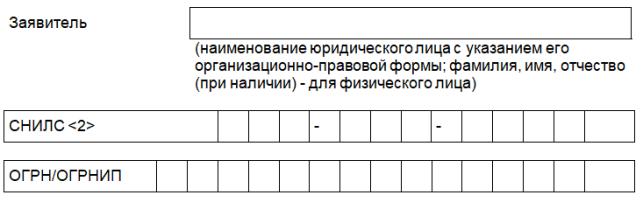 Заявитель
(наименование юридического лица с указанием его
организационно-правовой формы; фамилия, имя, отчество
(при наличии) - для физического лица)
СНИЛС <2> - -
ОГРН/ОГРНИП